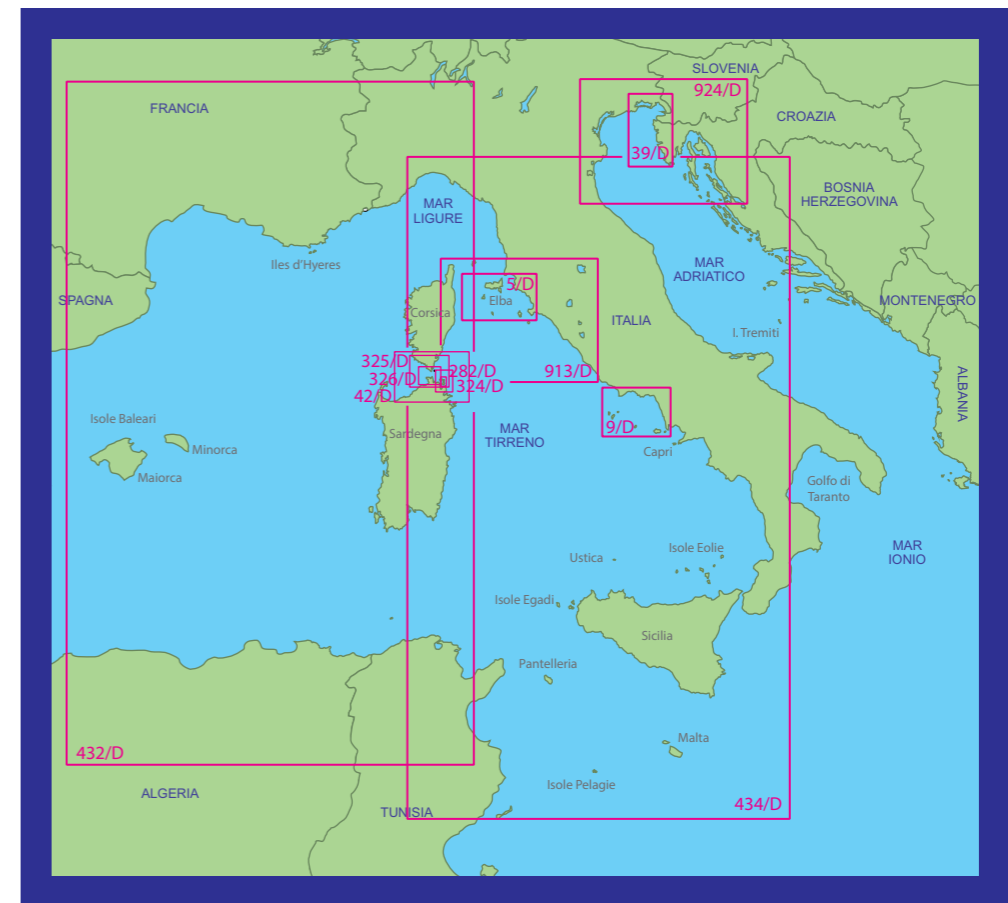 SLOVENIA
924/D
FRANCIA
CROAZIA
39/D
BOSNIA
HERZEGOVINA
MAR
LIGURE
Iles d'Hyeres
MAR
ADRIATICO
SPAGNA
5/D
Elba
MONTENEGRO
Corsica
ITALIA
I. Tremiti
325/D
282/D
913/D
326/D
324/D
42/D
ALBANIA
Isole Baleari
Minorca
Maiorca
Sardegna
MAR
TIRRENO
9/D
Capri
Golfo di
Taranto
MAR
IONIO
Ustica
Isole Eolie
Isole Egadi
Sicilia
Pantelleria
Malta
432/D
Isole Pelagie
ALGERIA
TUNISIA
434/D